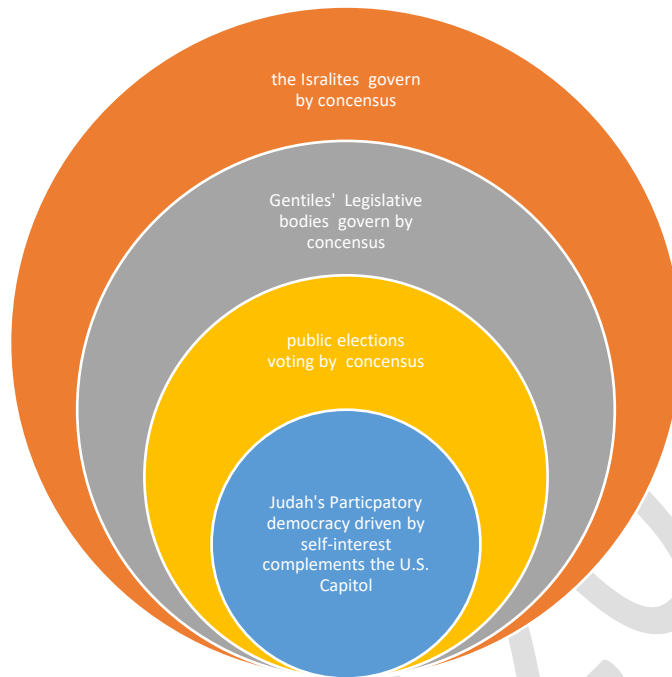 the Isralites govern
by concensus
Gentiles' Legislative
bodies govern by
concensus
public elections
voting by concensus
Judah's Particpatory
democracy driven by
self-interest
complements the U.S.
Capitol